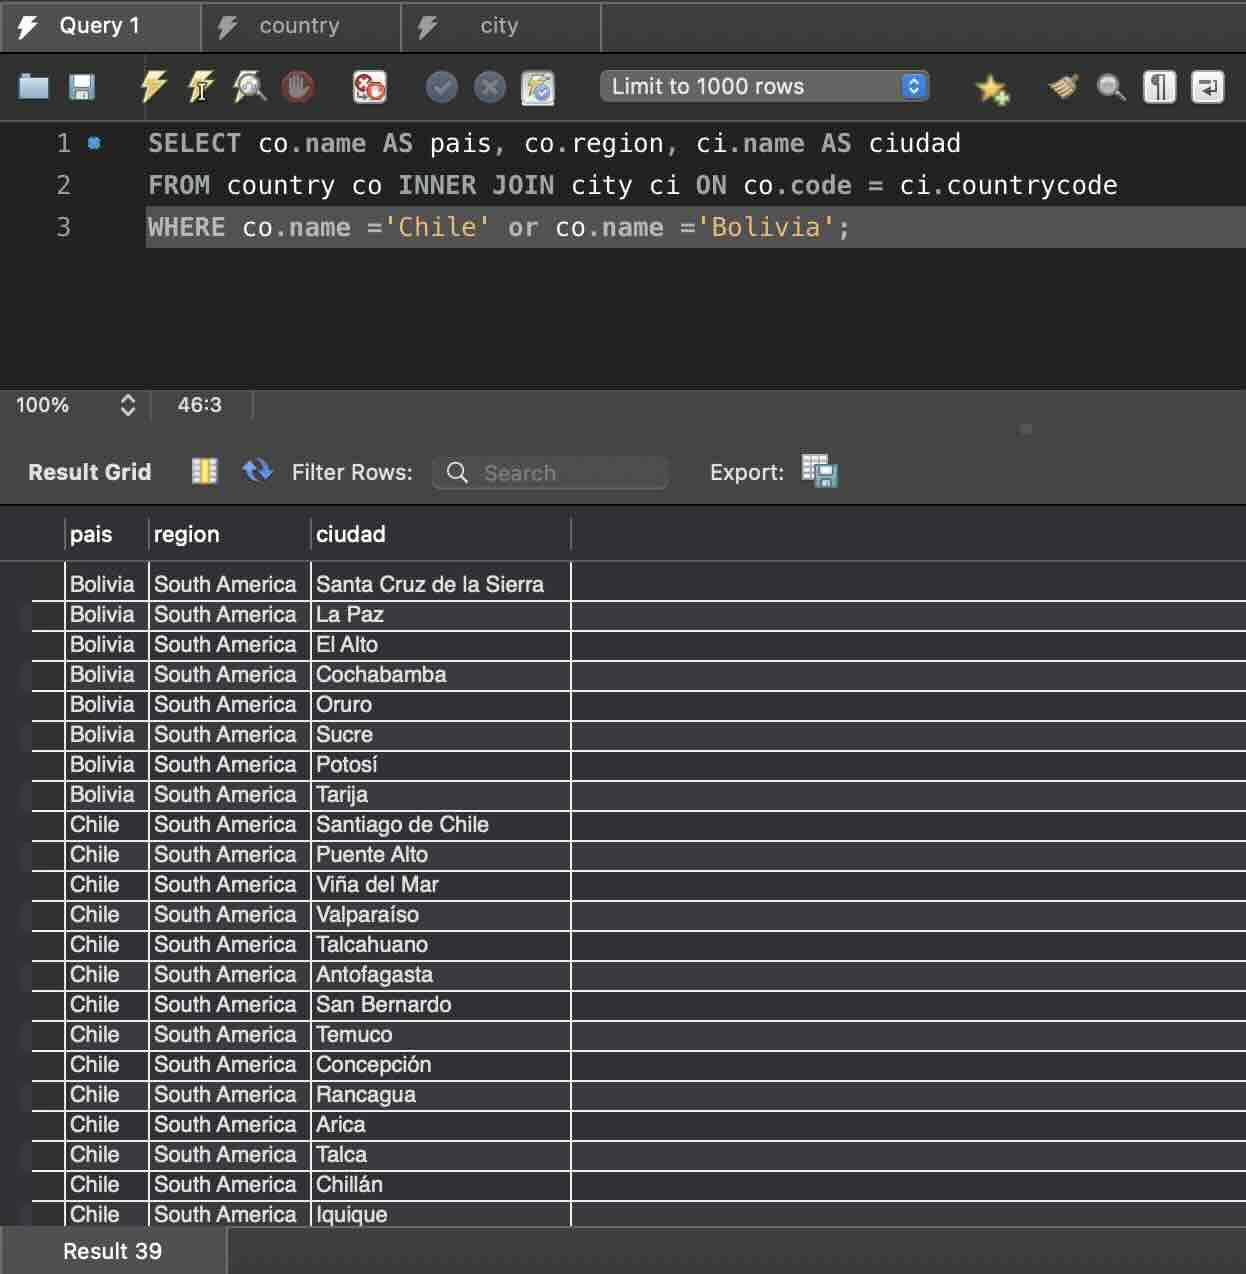 Query 1 country city
Limit to 1000 rows
1 SELECT co.name AS pais, co.region, ci.name AS ciudad
2 FROM country co INNER JOIN city ci ON co.code = ci.countrycode
3 WHERE co.name ='Chile' or co.name ='Bolivia';
100% 46:3
Result Grid Filter Rows: Search Export:
pais region ciudad
Bolivia South America Santa Cruz de la Sierra
Bolivia South America La Paz
Bolivia South America El Alto
Bolivia South America Cochabamba
Bolivia South America Oruro
Bolivia South America Sucre
Bolivia South America Potosí
Bolivia South America Tarija
Chile South America Santiago de Chile
Chile South America Puente Alto
Chile South America Viña del Mar
Chile South America Valparaíso
Chile South America Talcahuano
Chile South America Antofagasta
Chile South America San Bernardo
Chile South America Temuco
Chile South America Concepción
Chile South America Rancagua
Chile South America Arica
Chile South America Talca
Chile South America Chillán
Chile South America Iquique
Result 39